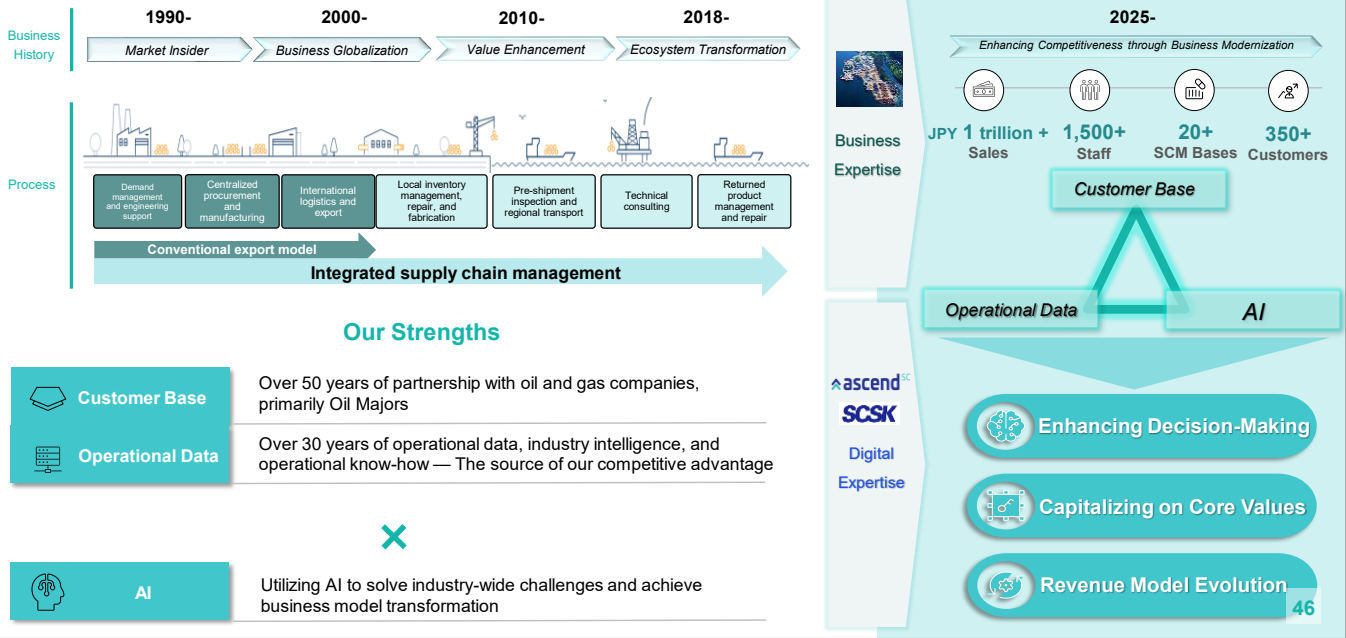 Business
History
1990-
2000-
2010-
2018-
Market Insider
Business Globalization
Value Enhancement
Ecosystem Transformation
Process
Demand
management
and engineering
support
Centralized
procurement
and
manufacturing
International
logistics and
export
Local inventory
management,
repair, and
fabrication
Pre-shipment
inspection and
regional transport
Technical
consulting
Returned
product
management
and repair
Conventional export model
Integrated supply chain management
Our Strengths
Customer Base
Over 50 years of partnership with oil and gas companies,
primarily Oil Majors
Operational Data
Over 30 years of operational data, industry intelligence, and
operational know-how — The source of our competitive advantage
×
AI
Utilizing AI to solve industry-wide challenges and achieve
business model transformation
Business
Expertise
2025-
Enhancing Competitiveness through Business Modernization
JPY 1 trillion +
Sales
1,500+
Staff
20+
SCM Bases
350+
Customers
Customer Base
Operational Data
AI
ascend SC
SCSK
Digital
Expertise
Enhancing Decision-Making
Capitalizing on Core Values
Revenue Model Evolution
46